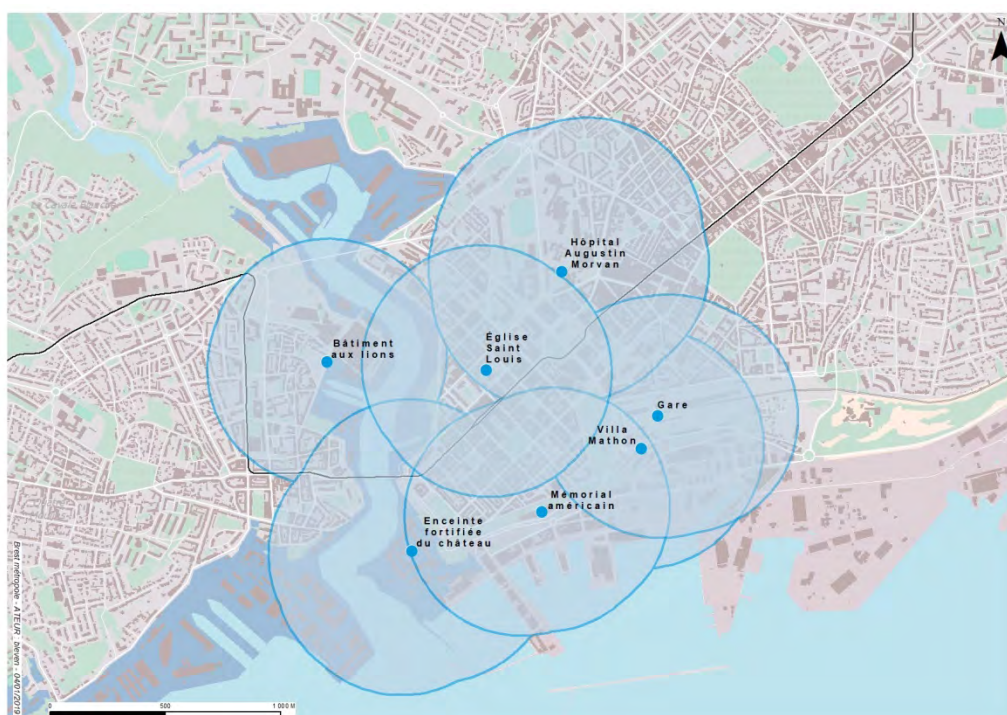 N
Hôpital
Augustin
Morvan
Église
Saint
Louis
Bâtiment
aux lions
Gare
Villa
Mathon
Mémorial
américain
Enceinte
fortifiée
du château
Brest métropole - ATEUR - bleven - 04/01/2019
0 500 1 000 M